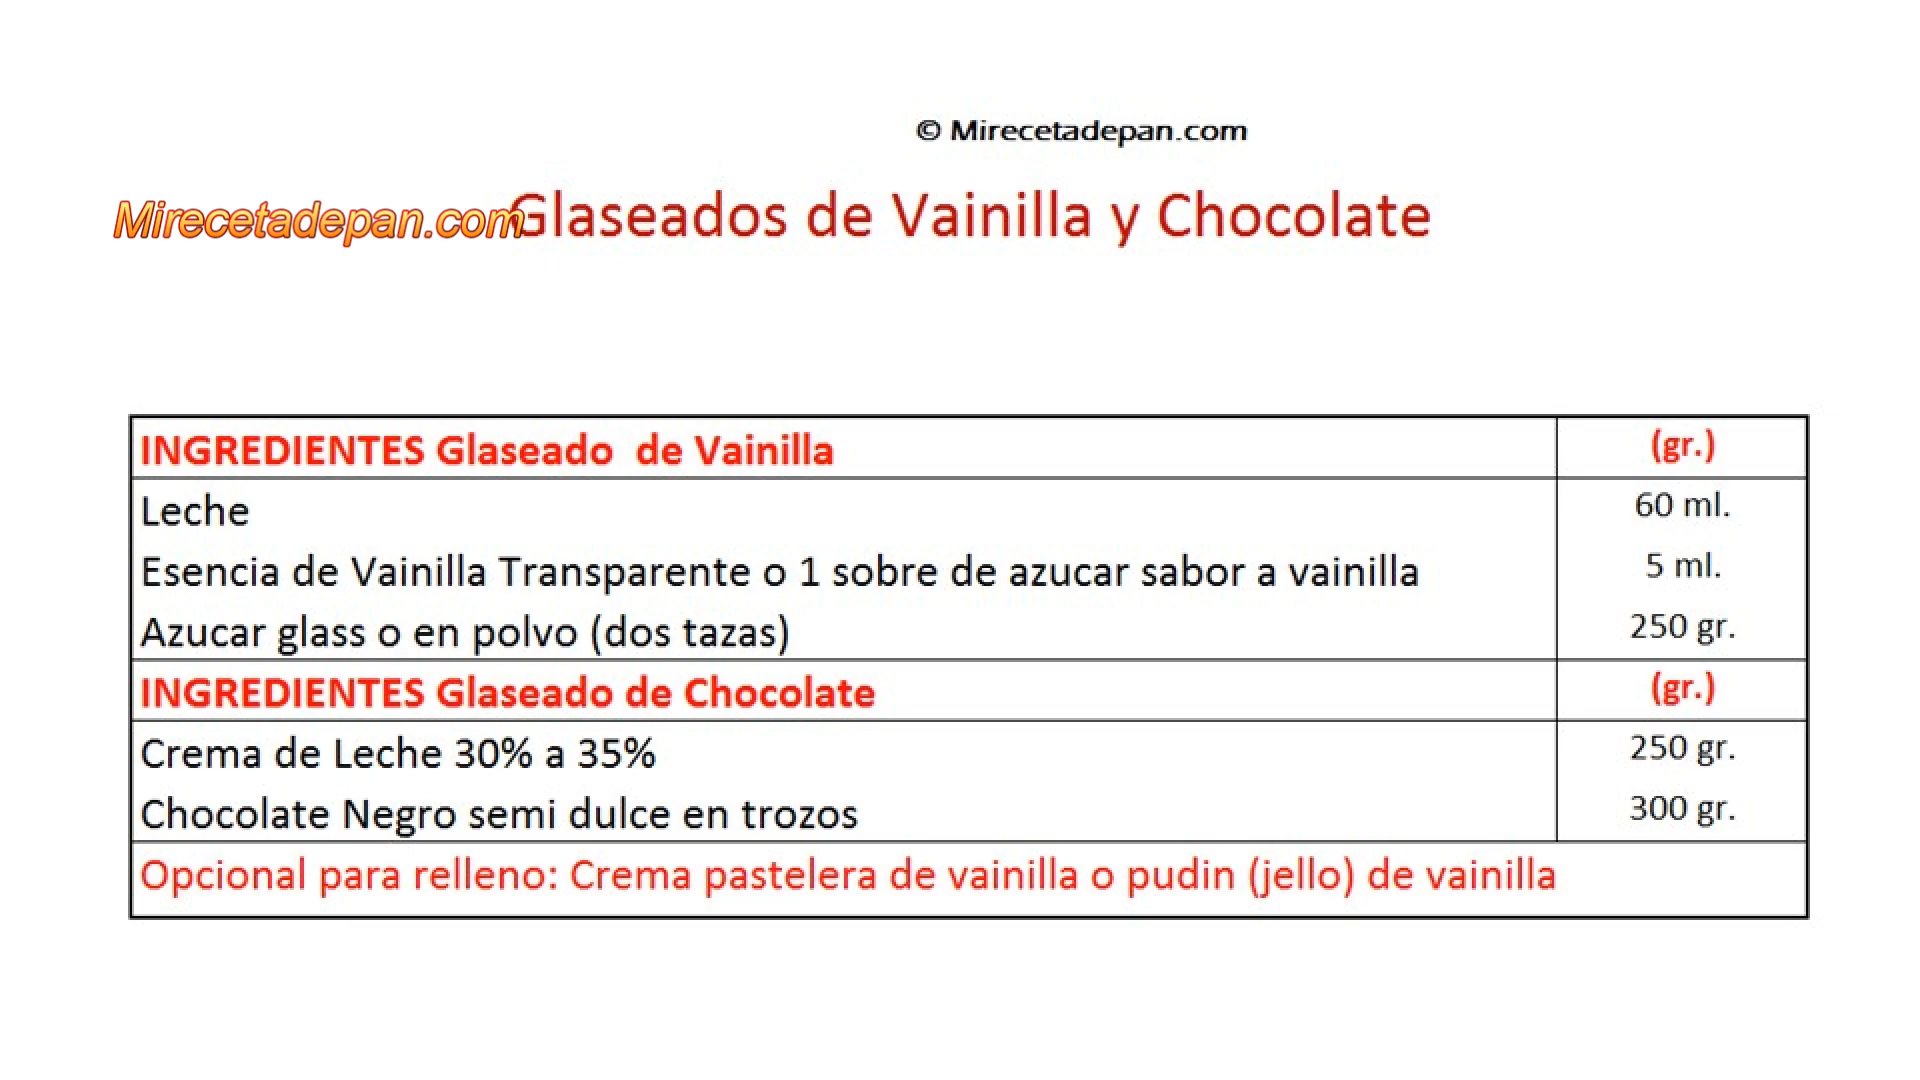 © Mirecetadepan.com
Mirecetadepan.com Glaseados de Vainilla y Chocolate
INGREDIENTES Glaseado de Vainilla (gr.)
Leche 60 ml.
Esencia de Vainilla Transparente o 1 sobre de azucar sabor a vainilla 5 ml.
Azucar glass o en polvo (dos tazas) 250 gr.
INGREDIENTES Glaseado de Chocolate (gr.)
Crema de Leche 30% a 35% 250 gr.
Chocolate Negro semi dulce en trozos 300 gr.
Opcional para relleno: Crema pastelera de vainilla o pudin (jello) de vainilla